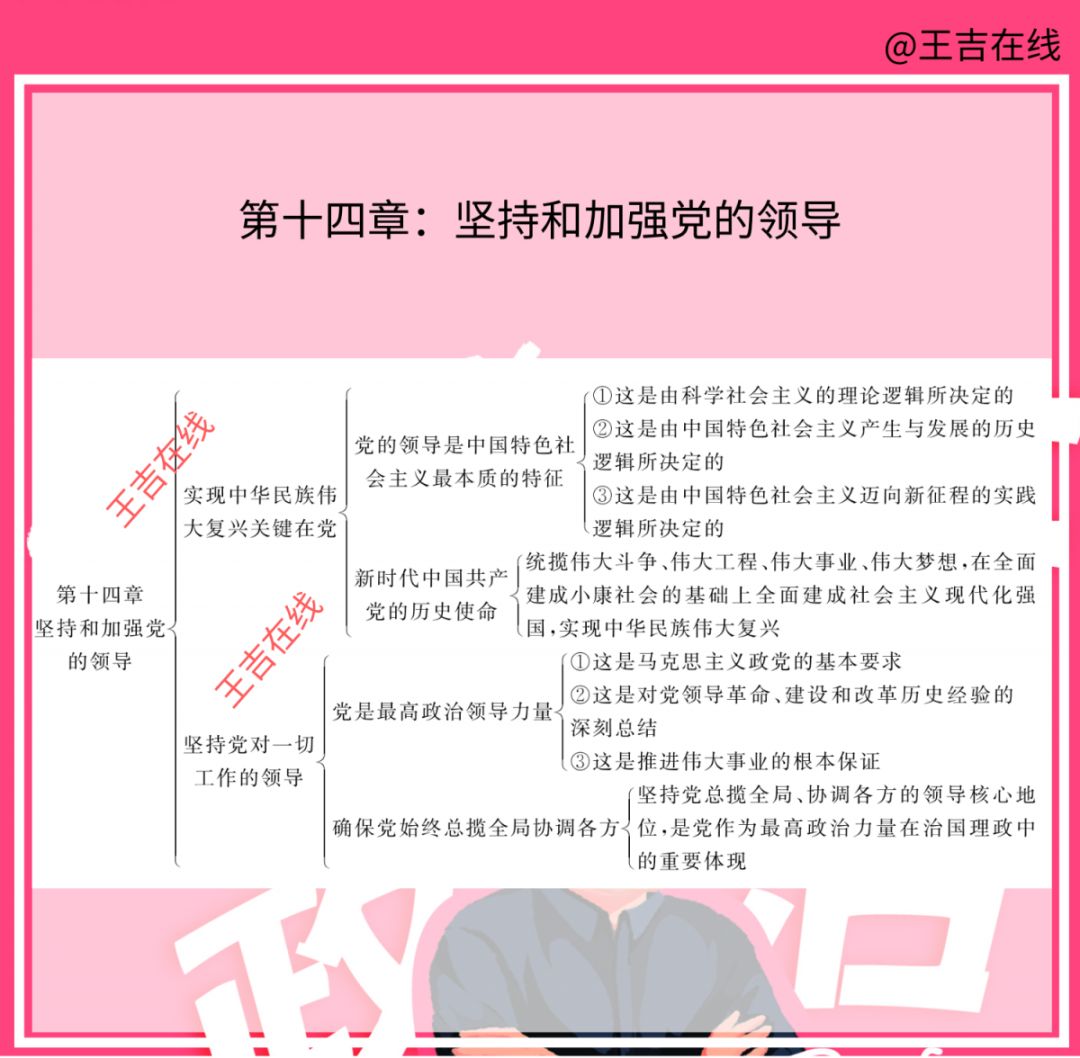 @王吉在线
第十四章：坚持和加强党的领导
第十四章
坚持和加强党
的领导
王吉在线
王吉在线
实现中华民族伟
大复兴关键在党
党的领导是中国特色社
会主义最本质的特征
①这是由科学社会主义的理论逻辑所决定的
②这是由中国特色社会主义产生与发展的历史
逻辑所决定的
③这是由中国特色社会主义迈向新征程的实践
逻辑所决定的
新时代中国共产
党的历史使命
统揽伟大斗争、伟大工程、伟大事业、伟大梦想,在全面
建成小康社会的基础上全面建成社会主义现代化强
国,实现中华民族伟大复兴
坚持党对一切
工作的领导
党是最高政治领导力量
①这是马克思主义政党的基本要求
②这是对党领导革命、建设和改革历史经验的
深刻总结
③这是推进伟大事业的根本保证
确保党始终总揽全局协调各方
坚持党总揽全局、协调各方的领导核心地
位,是党作为最高政治力量在治国理政中
的重要体现
政治